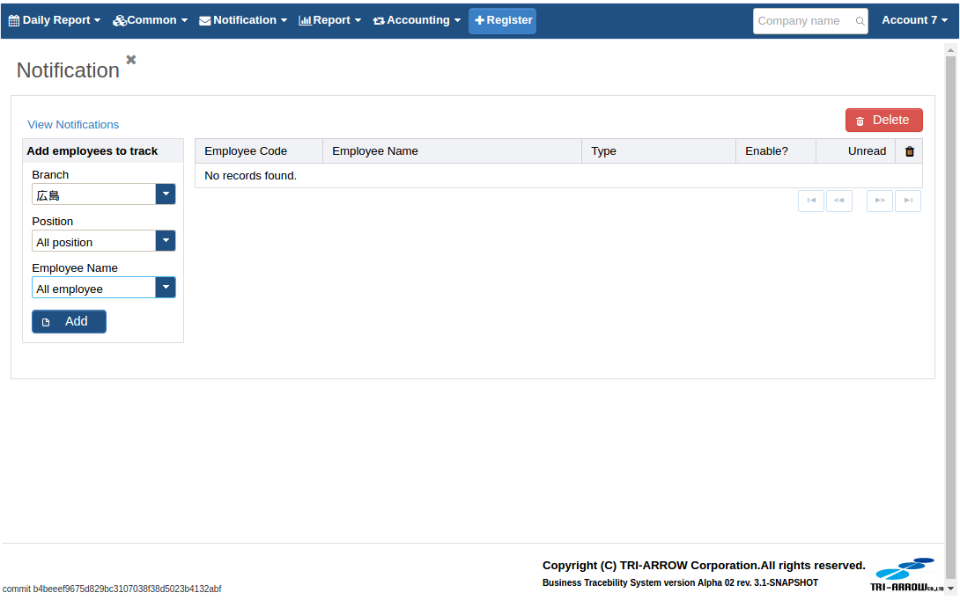 Daily Report Common Notification Report Accounting Register Company name Account 7
Notification
View Notifications
Delete
Add employees to track
Employee Code Employee Name Type Enable? Unread
No records found.
Branch
広島
Position
All position
Employee Name
All employee
Add
Copyright (C) TRI-ARROW Corporation.All rights reserved.
Business Tracebility System version Alpha 02 rev. 3.1-SNAPSHOT
TRI-ARROW
commit b4beeef9675d829bc3107038f38d5023b4132abf